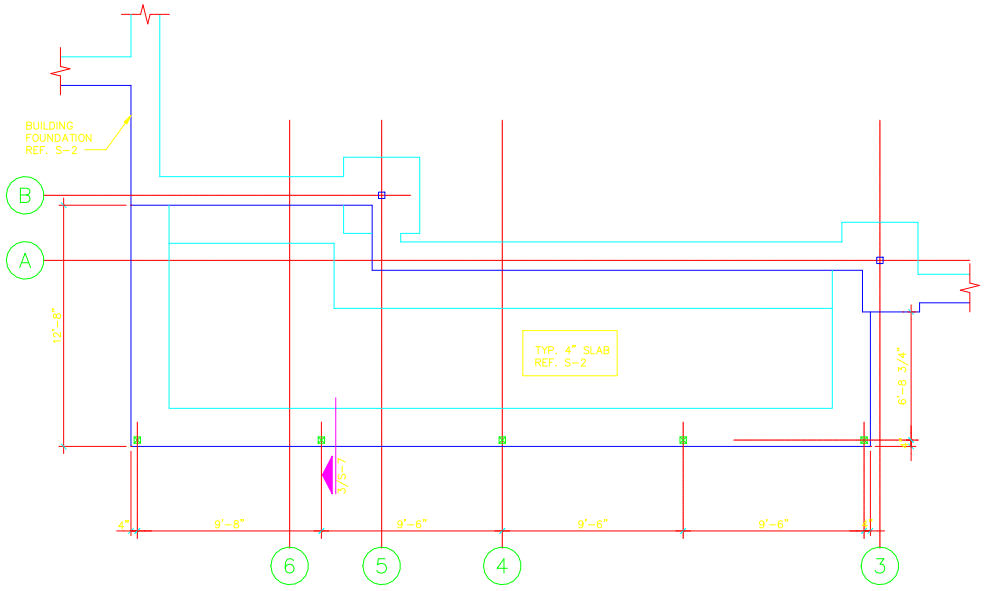 BUILDING
FOUNDATION
REF. S-2
B
A
12'-8"
TYP. 4" SLAB
REF. S-2
6'-8 3/4"
3/S-7
4"
9'-8"
9'-6"
9'-6"
9'-6"
6
5
4
3